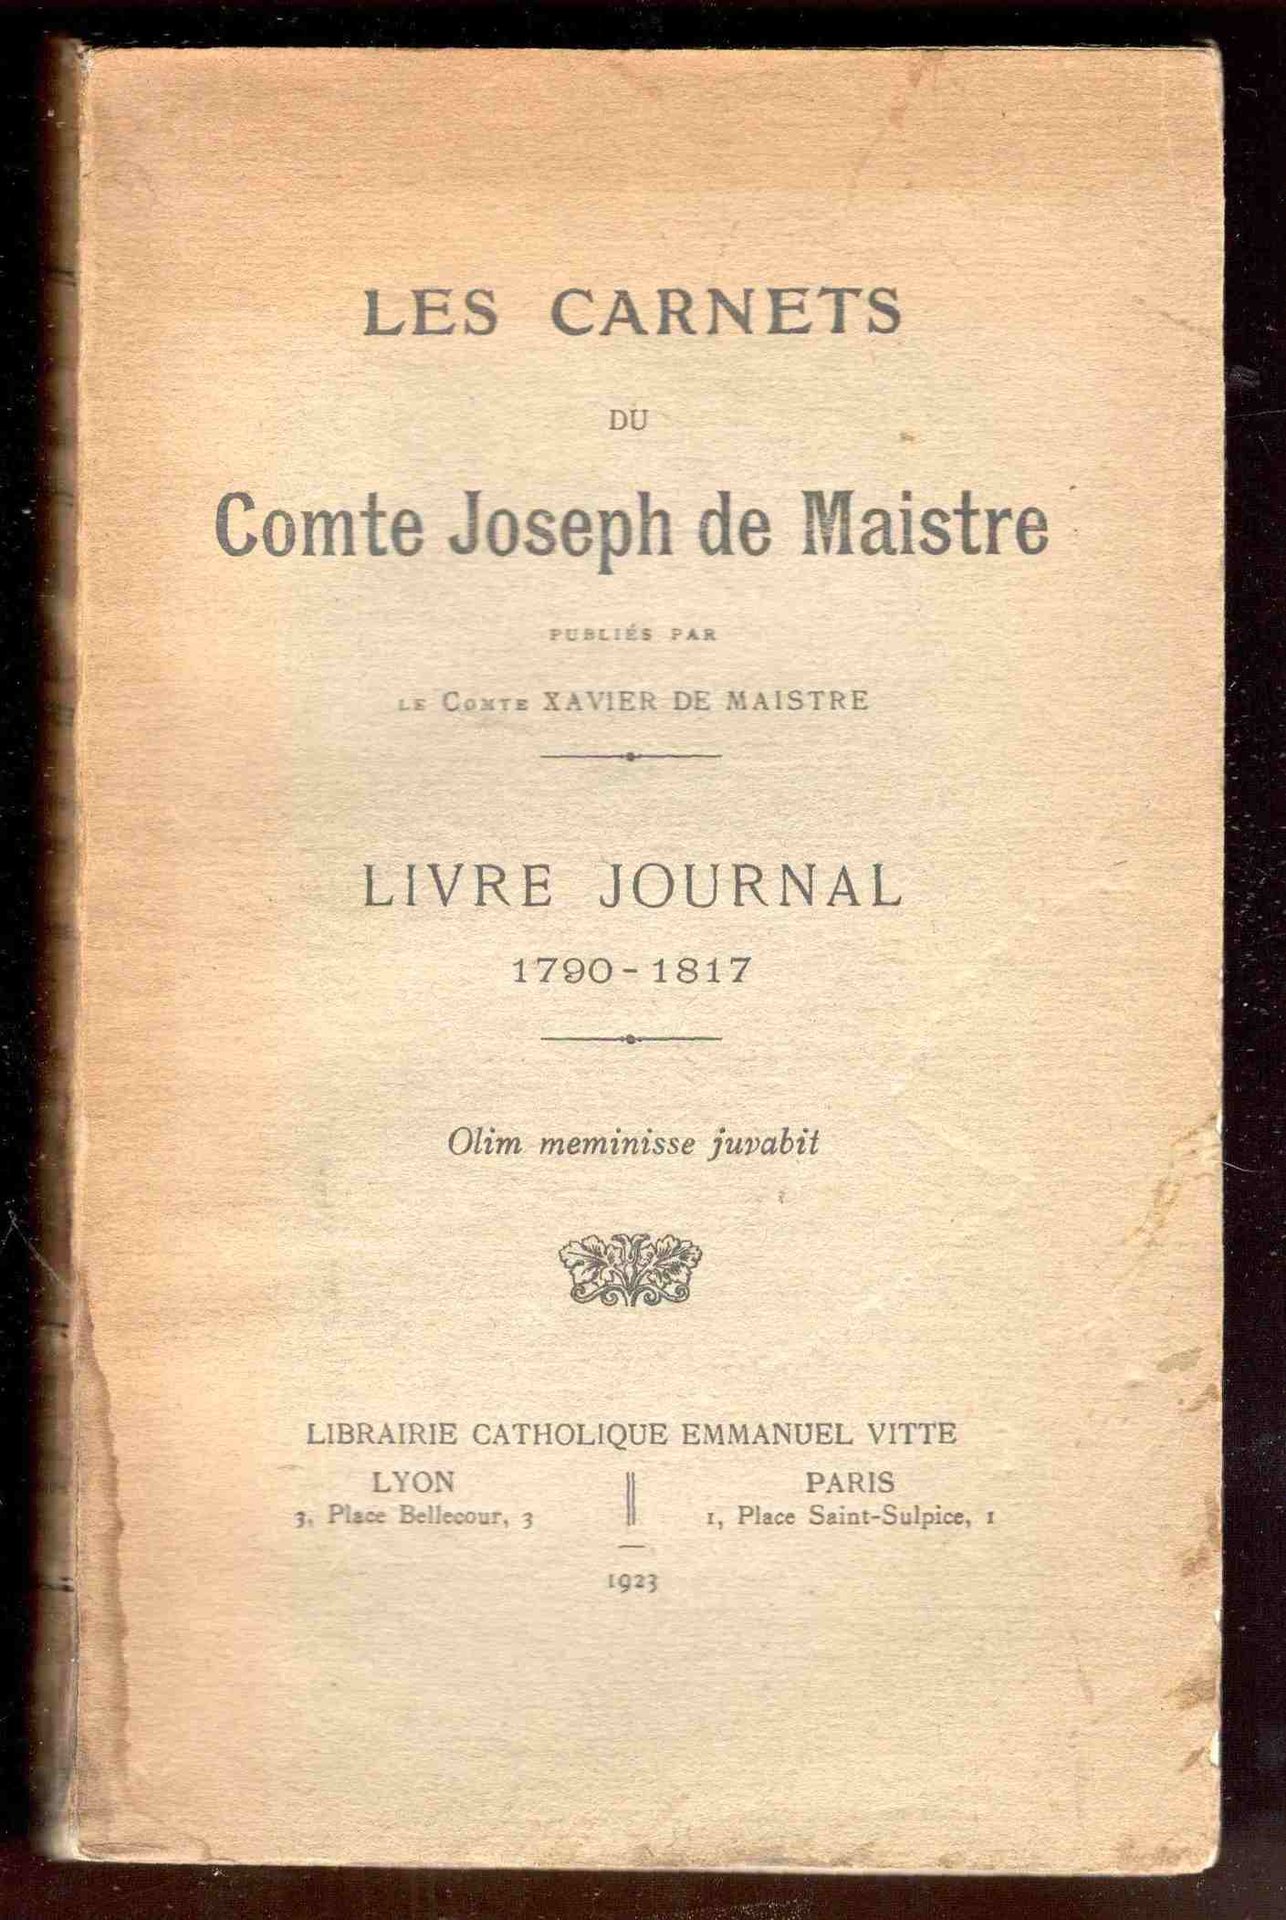 LES CARNETS
DU
Comte Joseph de Maistre
PUBLIÉS PAR
LE COMTE XAVIER DE MAISTRE
LIVRE JOURNAL
1790-1817
Olim meminisse juvabit
LIBRAIRIE CATHOLIQUE EMMANUEL VITTE
LYON
3, Place Bellecour, 3
PARIS
1, Place Saint-Sulpice, 1
1923